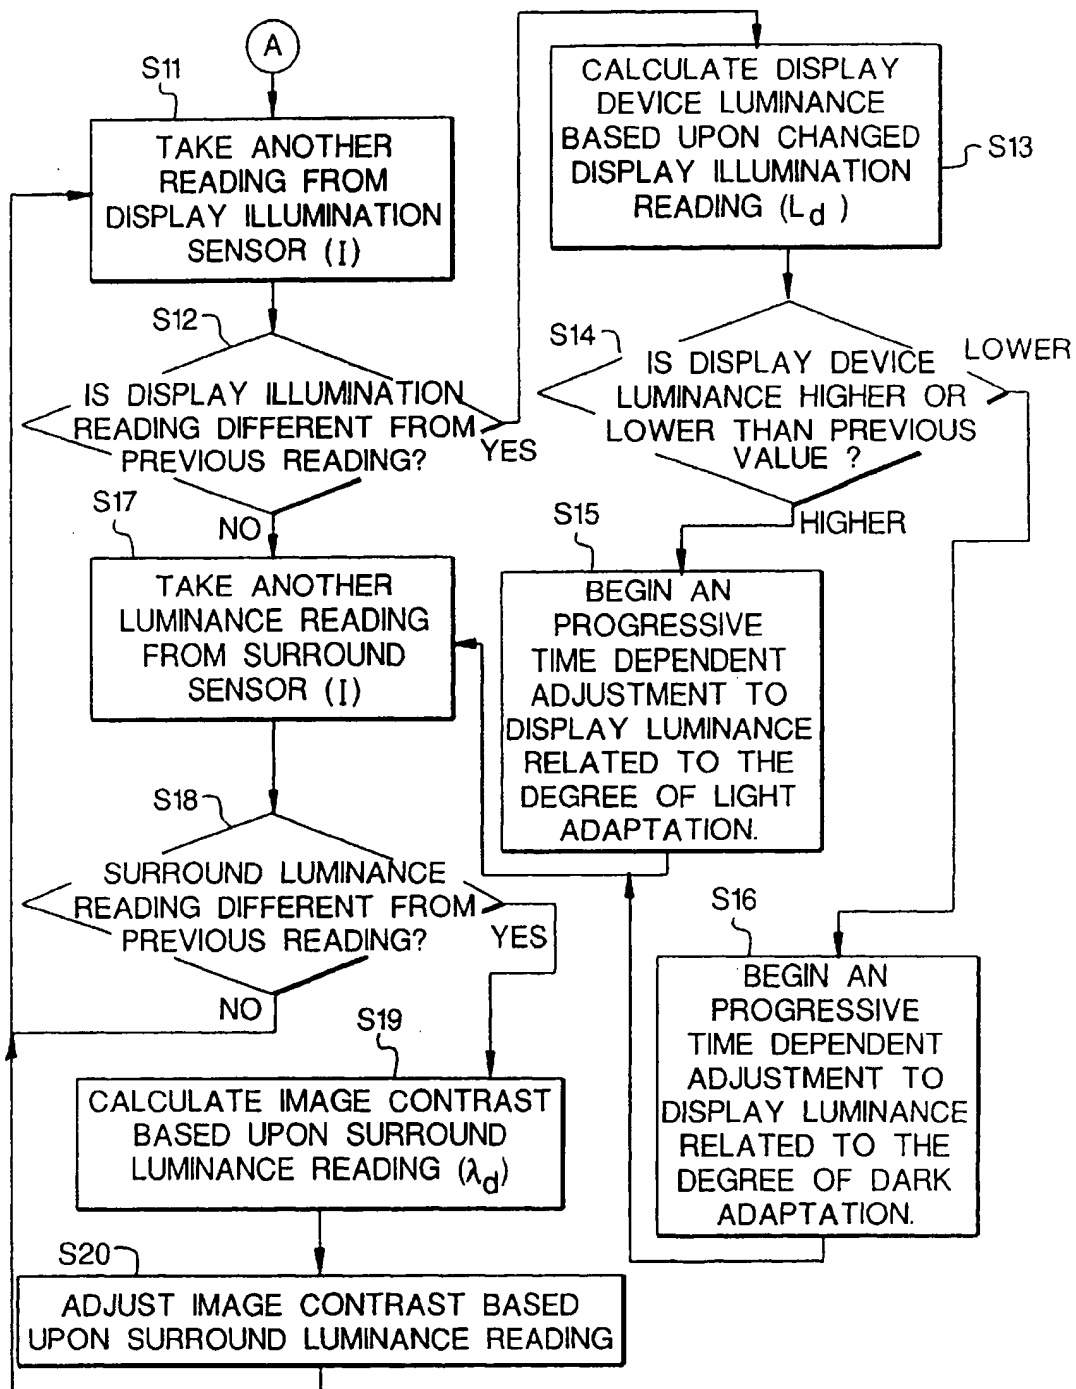 A
S11
TAKE ANOTHER
READING FROM
DISPLAY ILLUMINATION
SENSOR (I)
S12
IS DISPLAY ILLUMINATION
READING DIFFERENT FROM
PREVIOUS READING?
YES
NO
CALCULATE DISPLAY
DEVICE LUMINANCE
BASED UPON CHANGED
DISPLAY ILLUMINATION
READING (Ld)
S13
S14
IS DISPLAY DEVICE
LUMINANCE HIGHER OR
LOWER THAN PREVIOUS
VALUE ?
LOWER
HIGHER
S15
BEGIN AN
PROGRESSIVE
TIME DEPENDENT
ADJUSTMENT TO
DISPLAY LUMINANCE
RELATED TO THE
DEGREE OF LIGHT
ADAPTATION.
S16
BEGIN AN
PROGRESSIVE
TIME DEPENDENT
ADJUSTMENT TO
DISPLAY LUMINANCE
RELATED TO THE
DEGREE OF DARK
ADAPTATION.
S17
TAKE ANOTHER
LUMINANCE READING
FROM SURROUND
SENSOR (I)
S18
SURROUND LUMINANCE
READING DIFFERENT FROM
PREVIOUS READING?
YES
NO
S19
CALCULATE IMAGE CONTRAST
BASED UPON SURROUND
LUMINANCE READING (λd)
S20
ADJUST IMAGE CONTRAST BASED
UPON SURROUND LUMINANCE READING